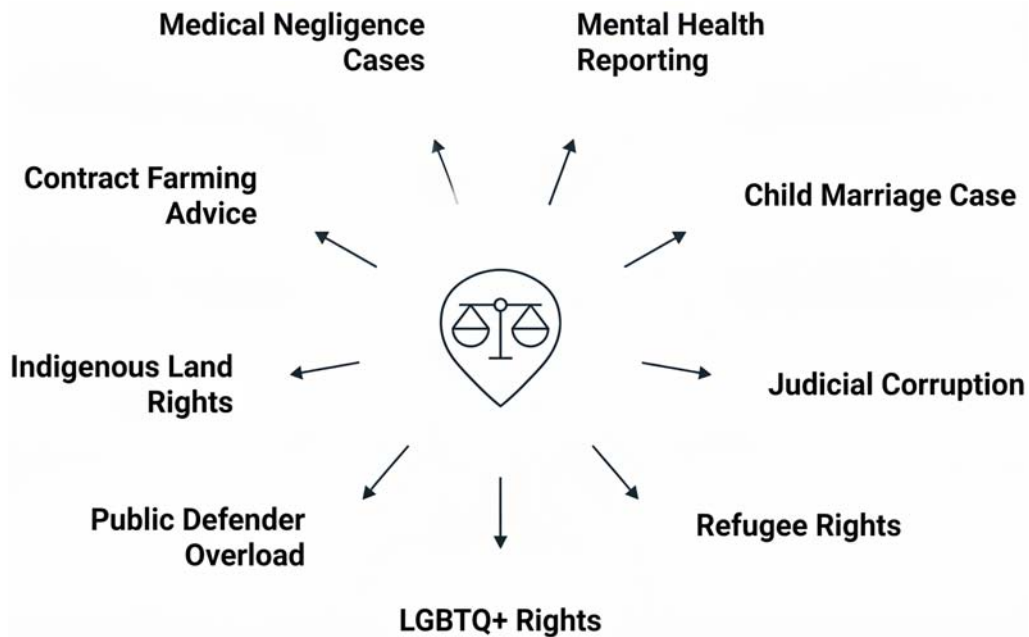 Medical Negligence
Cases
Mental Health
Reporting
Contract Farming
Advice
Child Marriage Case
Indigenous Land
Rights
Judicial Corruption
Public Defender
Overload
Refugee Rights
LGBTQ+ Rights